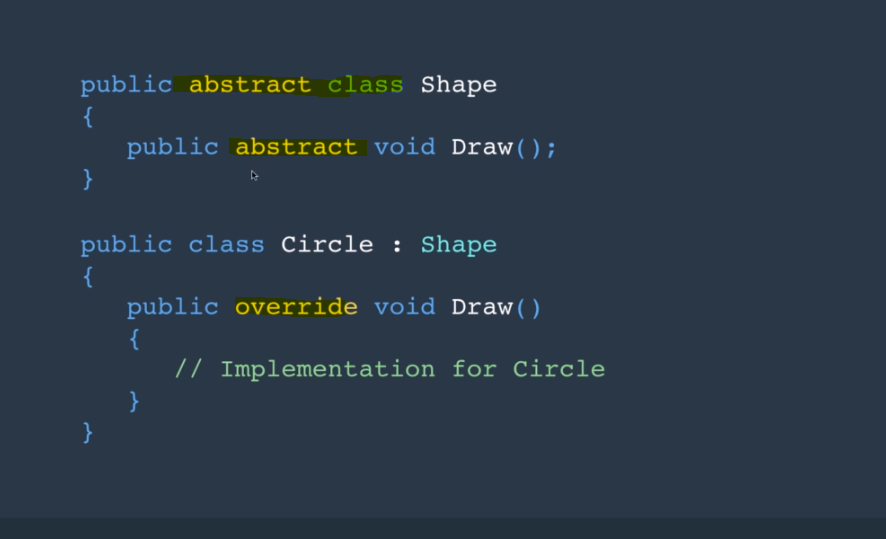 public abstract class Shape
{
public abstract void Draw();
}
public class Circle : Shape
{
public override void Draw()
{
// Implementation for Circle
}
}